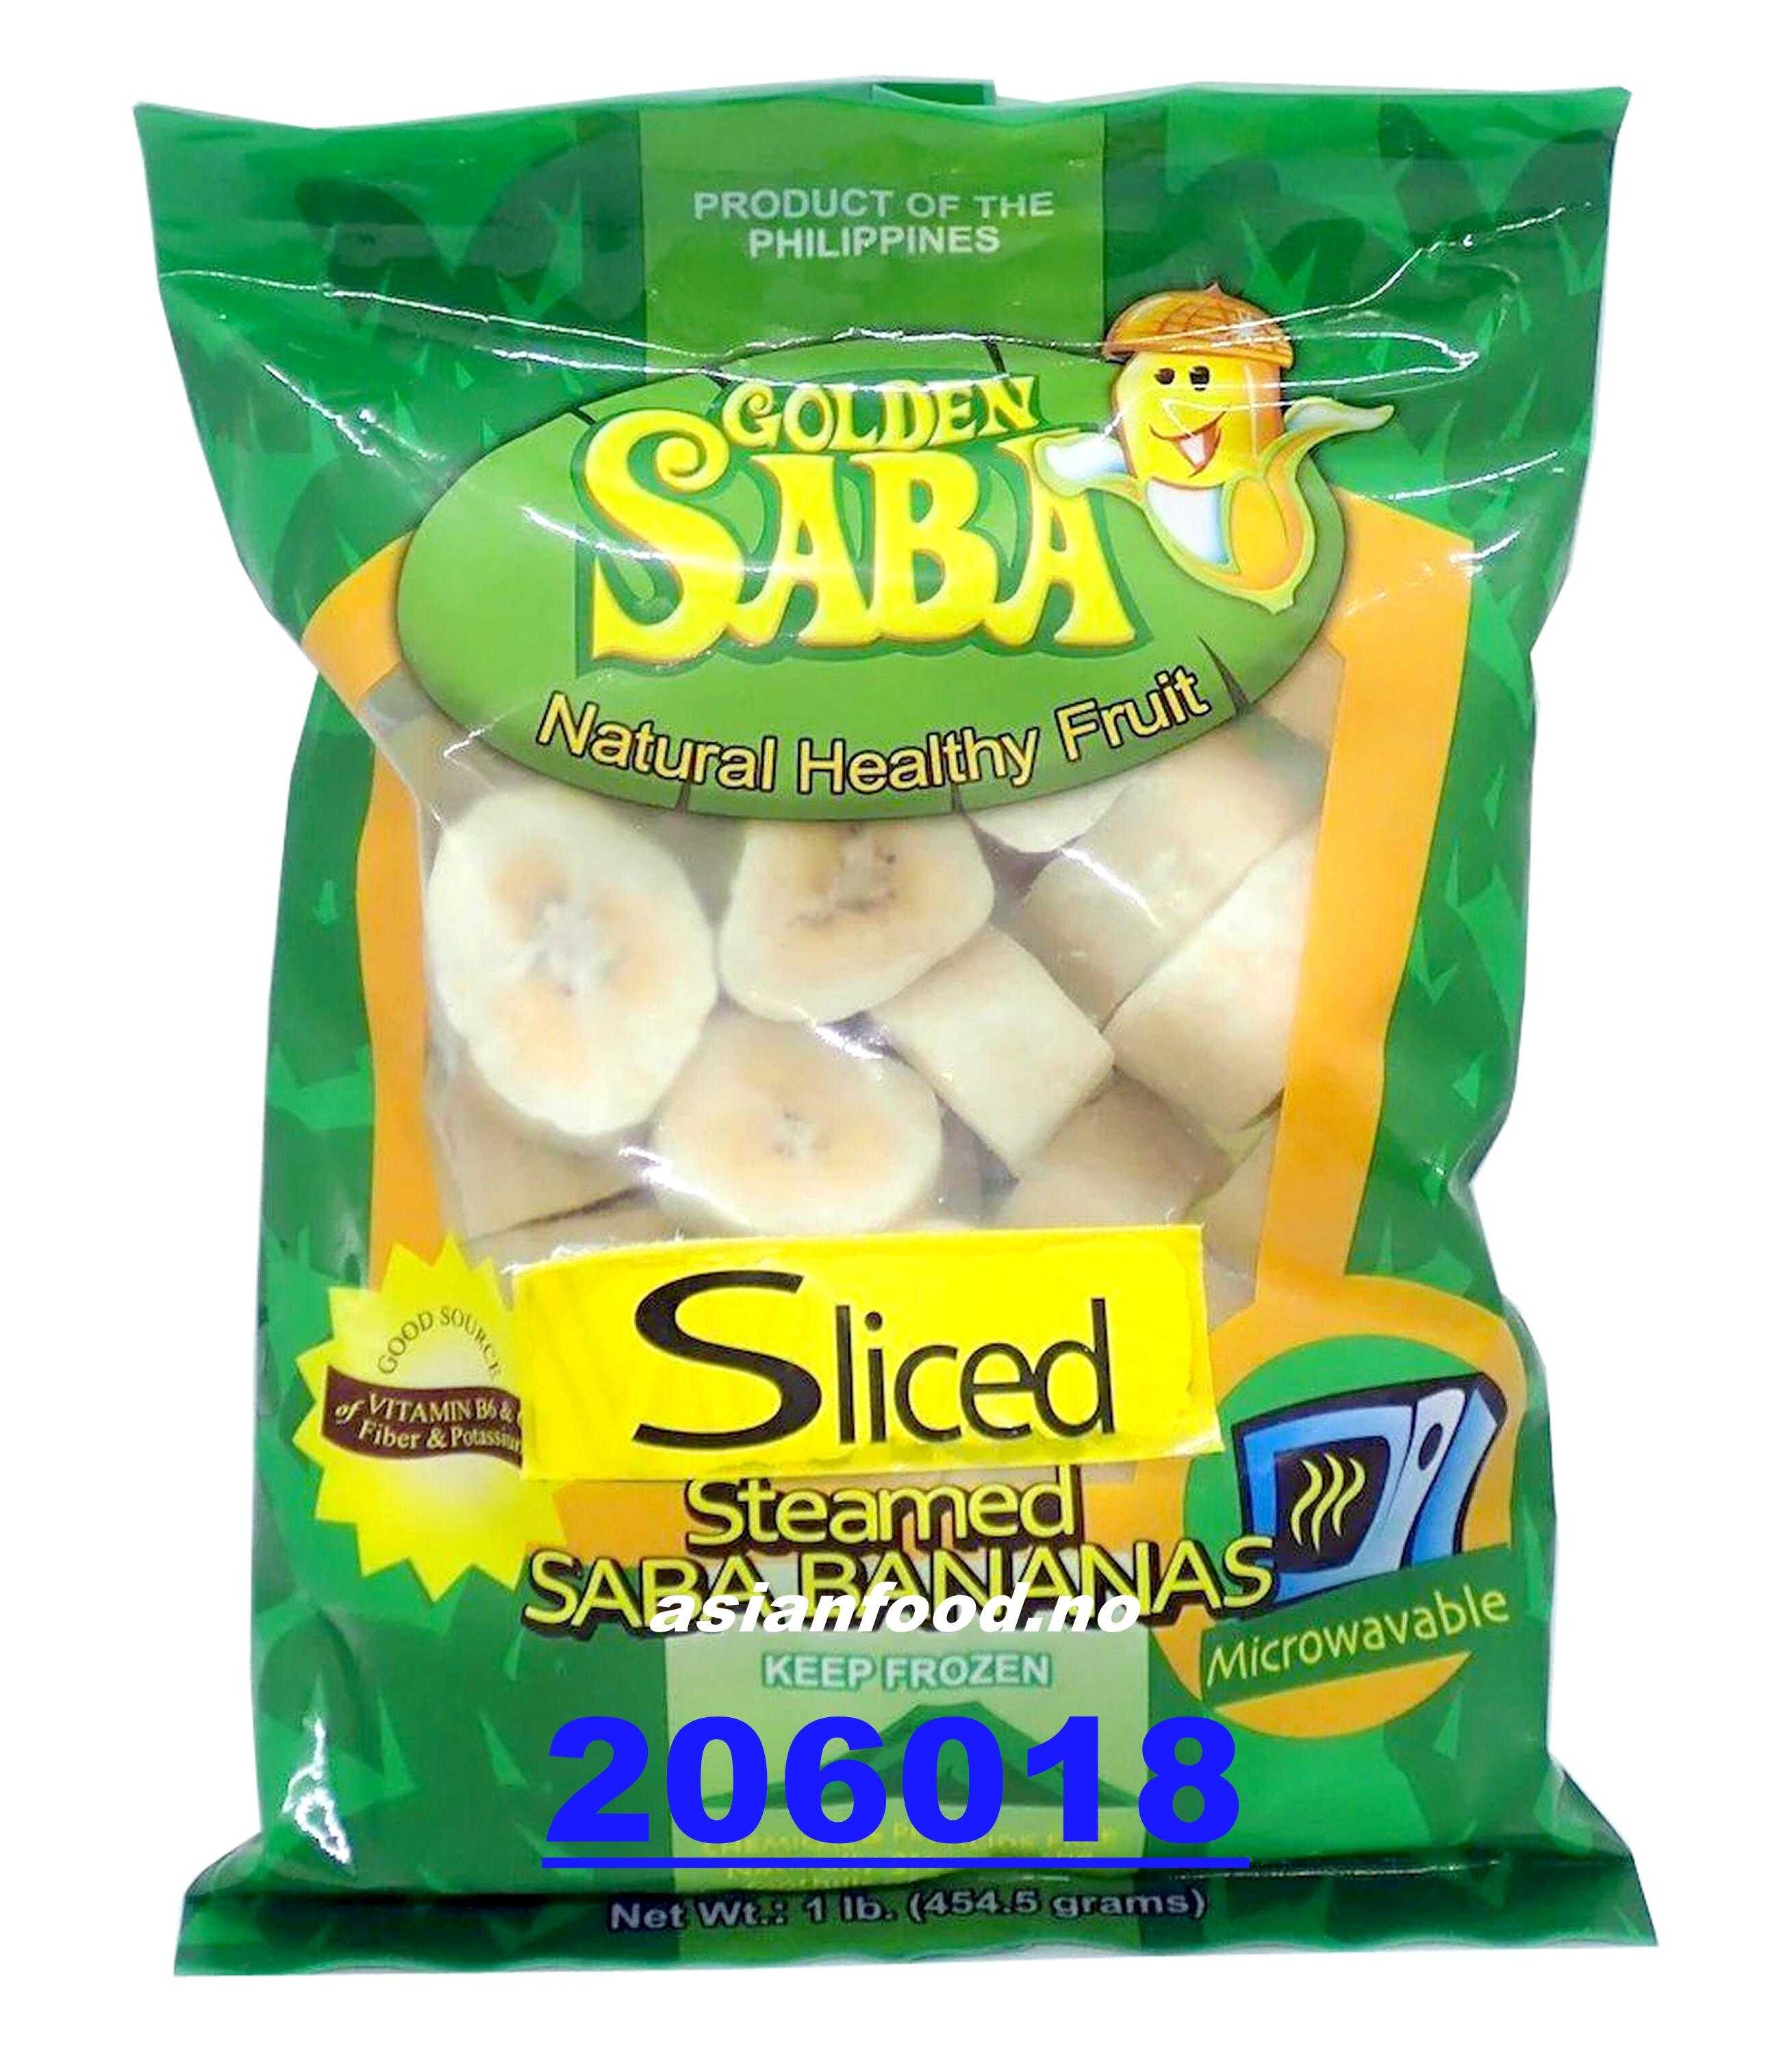 PRODUCT OF THE
PHILIPPINES
GOLDEN
SABA
Natural Healthy Fruit
GOOD SOURCE
of VITAMIN B6 &
Fiber &
Sliced
Steamed
SABA BANANAS
asianfood.no
Microwavable
KEEP FROZEN
206018
Net Wt.: 1 lb. (454.5 grams)